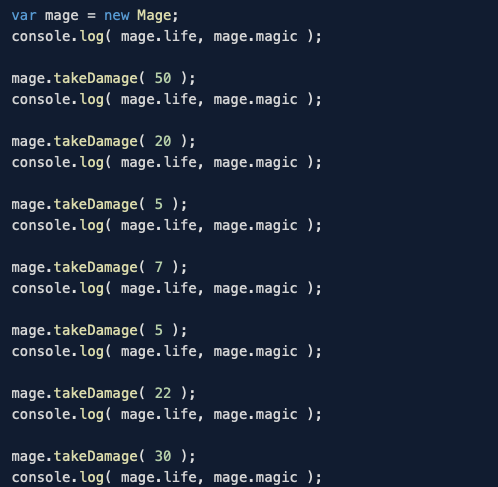 var mage = new Mage;
console.log( mage.life, mage.magic );
mage.takeDamage( 50 );
console.log( mage.life, mage.magic );
mage.takeDamage( 20 );
console.log( mage.life, mage.magic );
mage.takeDamage( 5 );
console.log( mage.life, mage.magic );
mage.takeDamage( 7 );
console.log( mage.life, mage.magic );
mage.takeDamage( 5 );
console.log( mage.life, mage.magic );
mage.takeDamage( 22 );
console.log( mage.life, mage.magic );
mage.takeDamage( 30 );
console.log( mage.life, mage.magic );